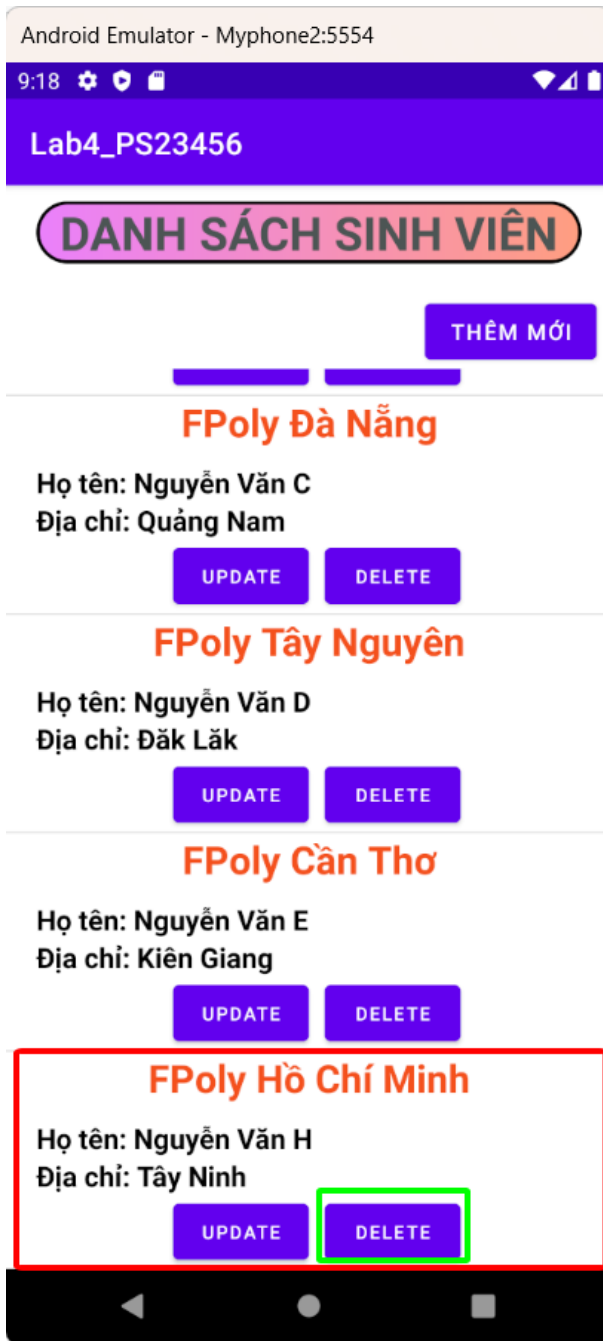 Android Emulator - Myphone2:5554
9:18
Lab4_PS23456
DANH SÁCH SINH VIÊN
THÊM MỚI
FPoly Đà Nẵng
Họ tên: Nguyễn Văn C
Địa chỉ: Quảng Nam
UPDATE DELETE
FPoly Tây Nguyên
Họ tên: Nguyễn Văn D
Địa chỉ: Đăk Lăk
UPDATE DELETE
FPoly Cần Thơ
Họ tên: Nguyễn Văn E
Địa chỉ: Kiên Giang
UPDATE DELETE
FPoly Hồ Chí Minh
Họ tên: Nguyễn Văn H
Địa chỉ: Tây Ninh
UPDATE DELETE